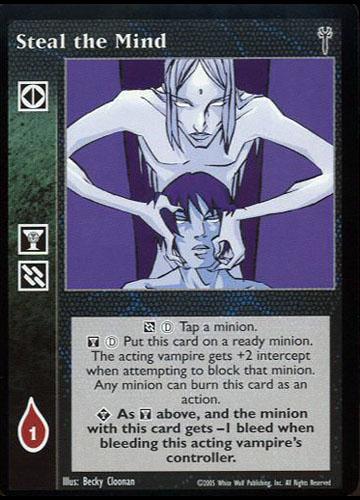 Steal the Mind
D Tap a minion.
D Put this card on a ready minion.
The acting vampire gets +2 intercept
when attempting to block that minion.
Any minion can burn this card as an
action.
As above, and the minion
with this card gets –1 bleed when
bleeding this acting vampire's
controller.
1
Illus: Becky Cloonan
©2005 White Wolf Publishing, Inc. All Rights Reserved.